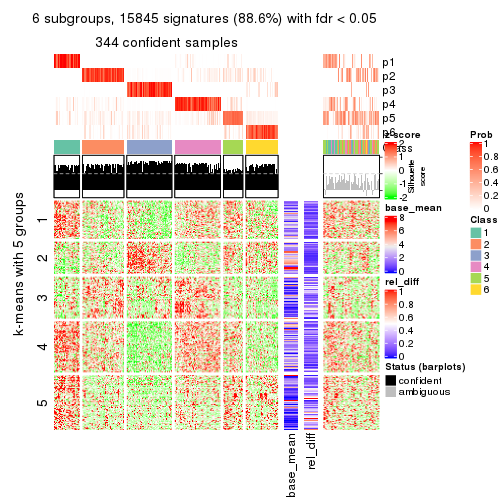 6 subgroups, 15845 signatures (88.6%) with fdr < 0.05
344 confident samples
p1
p2
p3
p4
p5
p6
Class
Silhouette
score
k-means with 5 groups
1
2
3
4
5
base_mean
rel_diff
z-score
2
1
0
-1
-2
base_mean
8
6
4
2
0
rel_diff
1
0.8
0.6
0.4
0.2
0
Status (barplots)
confident
ambiguous
Prob
1
0.8
0.6
0.4
0.2
0
Class
1
2
3
4
5
6